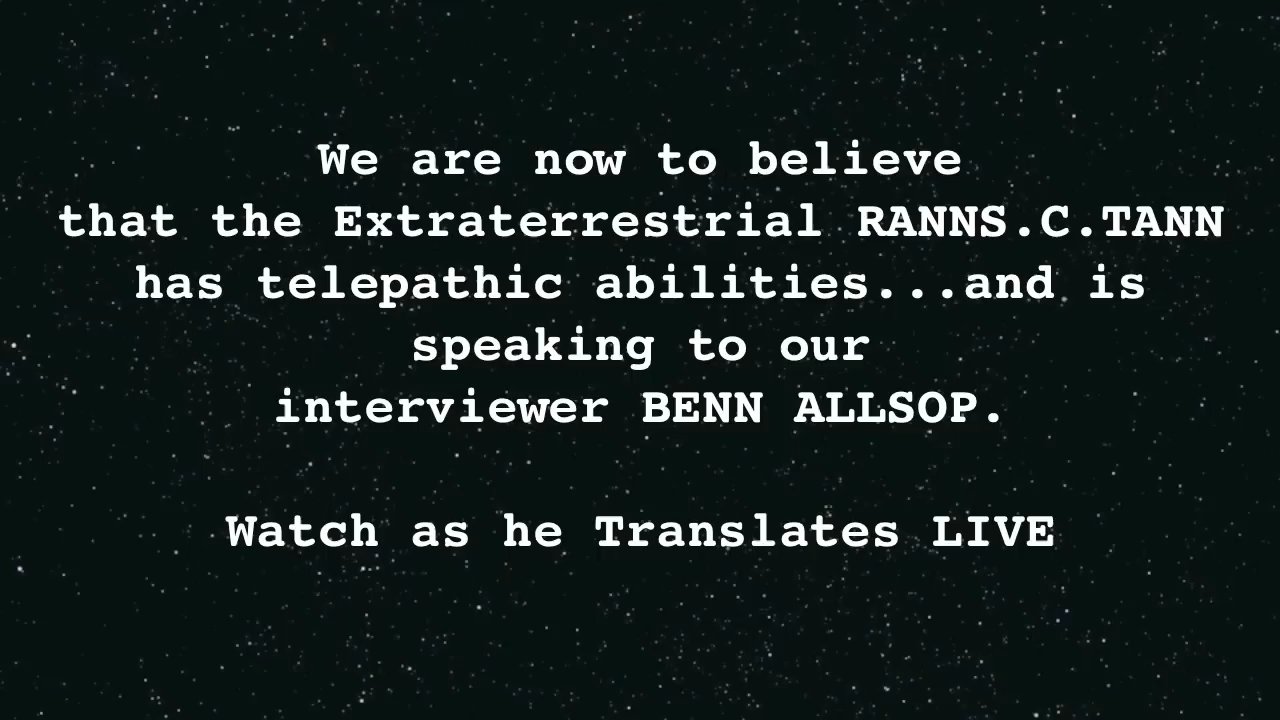 We are now to believe
that the Extraterrestrial RANNS.C.TANN
has telepathic abilities...and is
speaking to our
interviewer BENN ALLSOP.
Watch as he Translates LIVE